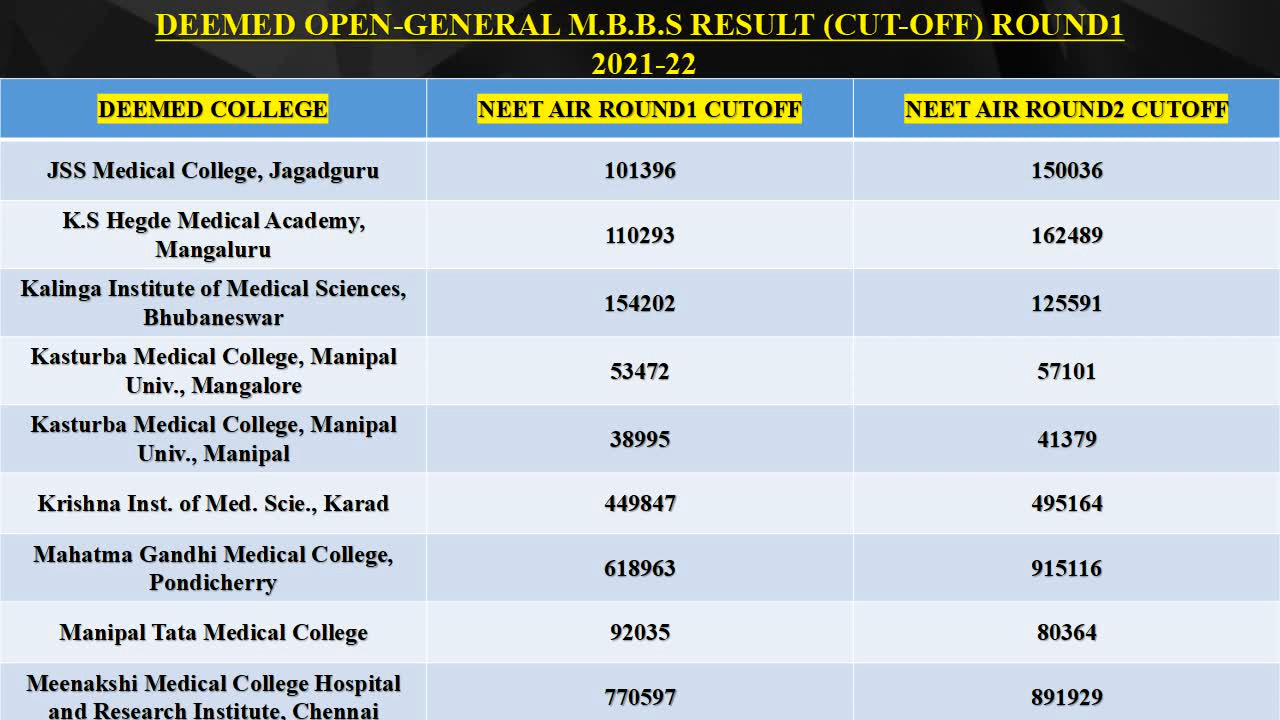 DEEMED OPEN-GENERAL M.B.B.S RESULT (CUT-OFF) ROUND1
2021-22
DEEMED COLLEGE NEET AIR ROUND1 CUTOFF NEET AIR ROUND2 CUTOFF
JSS Medical College, Jagadguru 101396 150036
K.S Hegde Medical Academy,
Mangaluru 110293 162489
Kalinga Institute of Medical Sciences,
Bhubaneswar 154202 125591
Kasturba Medical College, Manipal
Univ., Mangalore 53472 57101
Kasturba Medical College, Manipal
Univ., Manipal 38995 41379
Krishna Inst. of Med. Scie., Karad 449847 495164
Mahatma Gandhi Medical College,
Pondicherry 618963 915116
Manipal Tata Medical College 92035 80364
Meenakshi Medical College Hospital
and Research Institute, Chennai 770597 891929